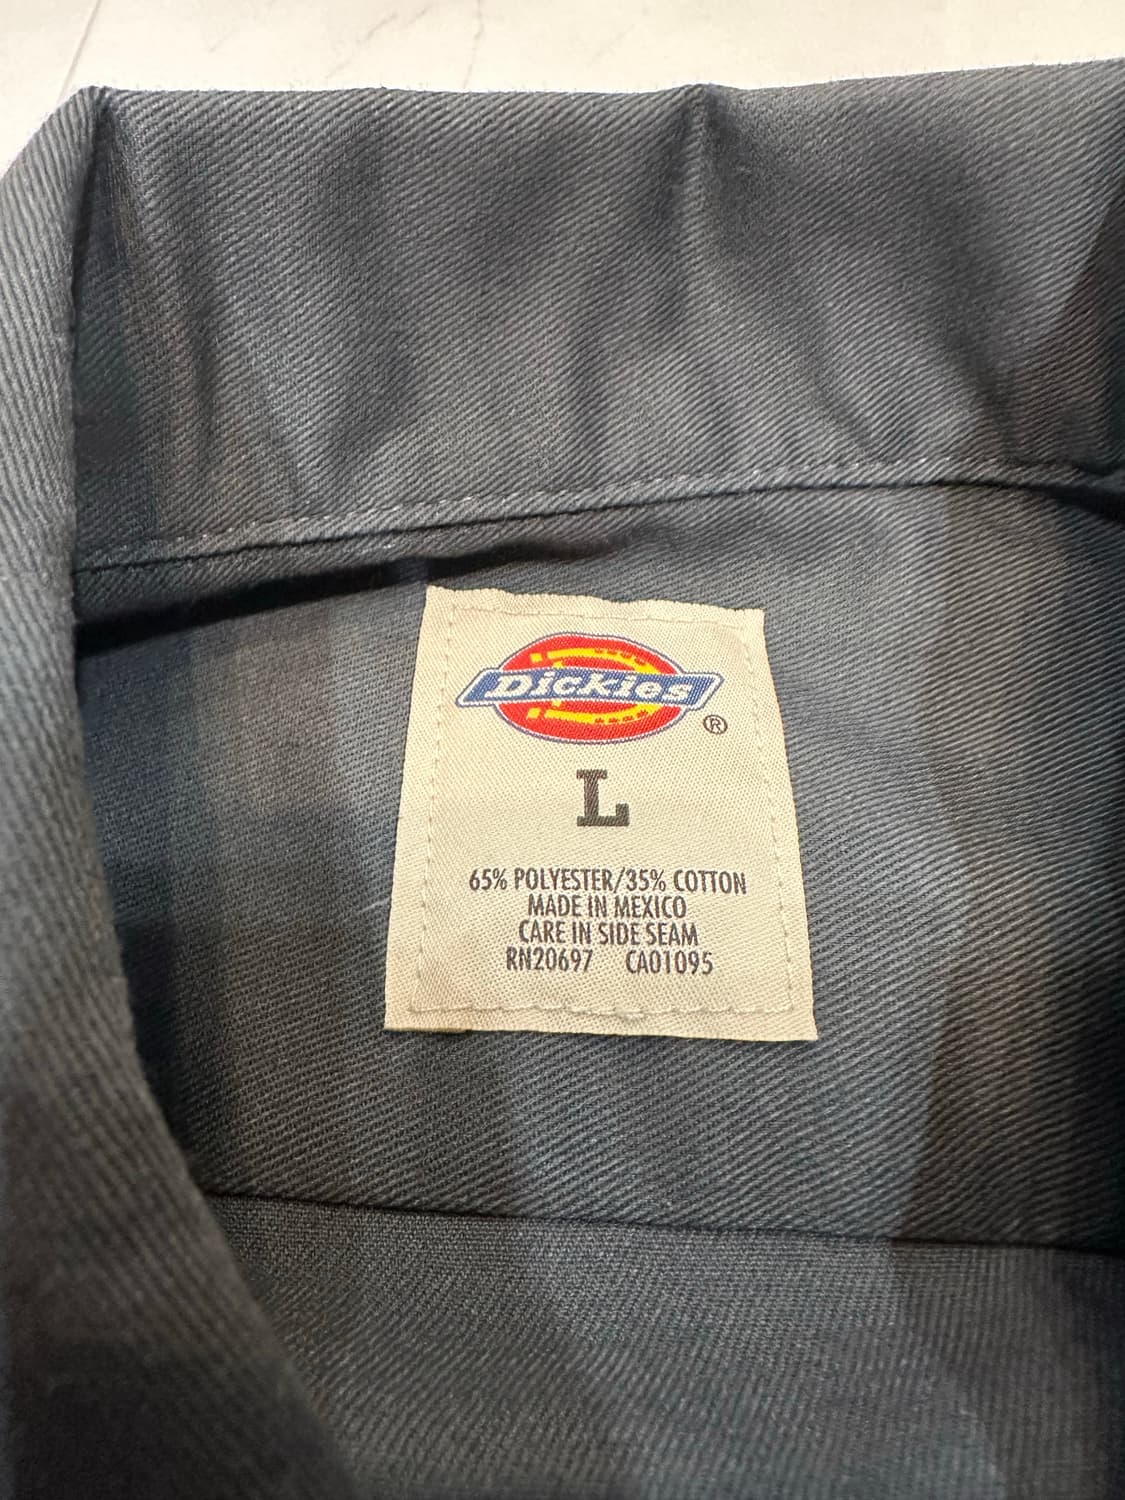 Dickies
®
L
65% POLYESTER/35% COTTON
MADE IN MEXICO
CARE IN SIDE SEAM
RN20697 CA01095